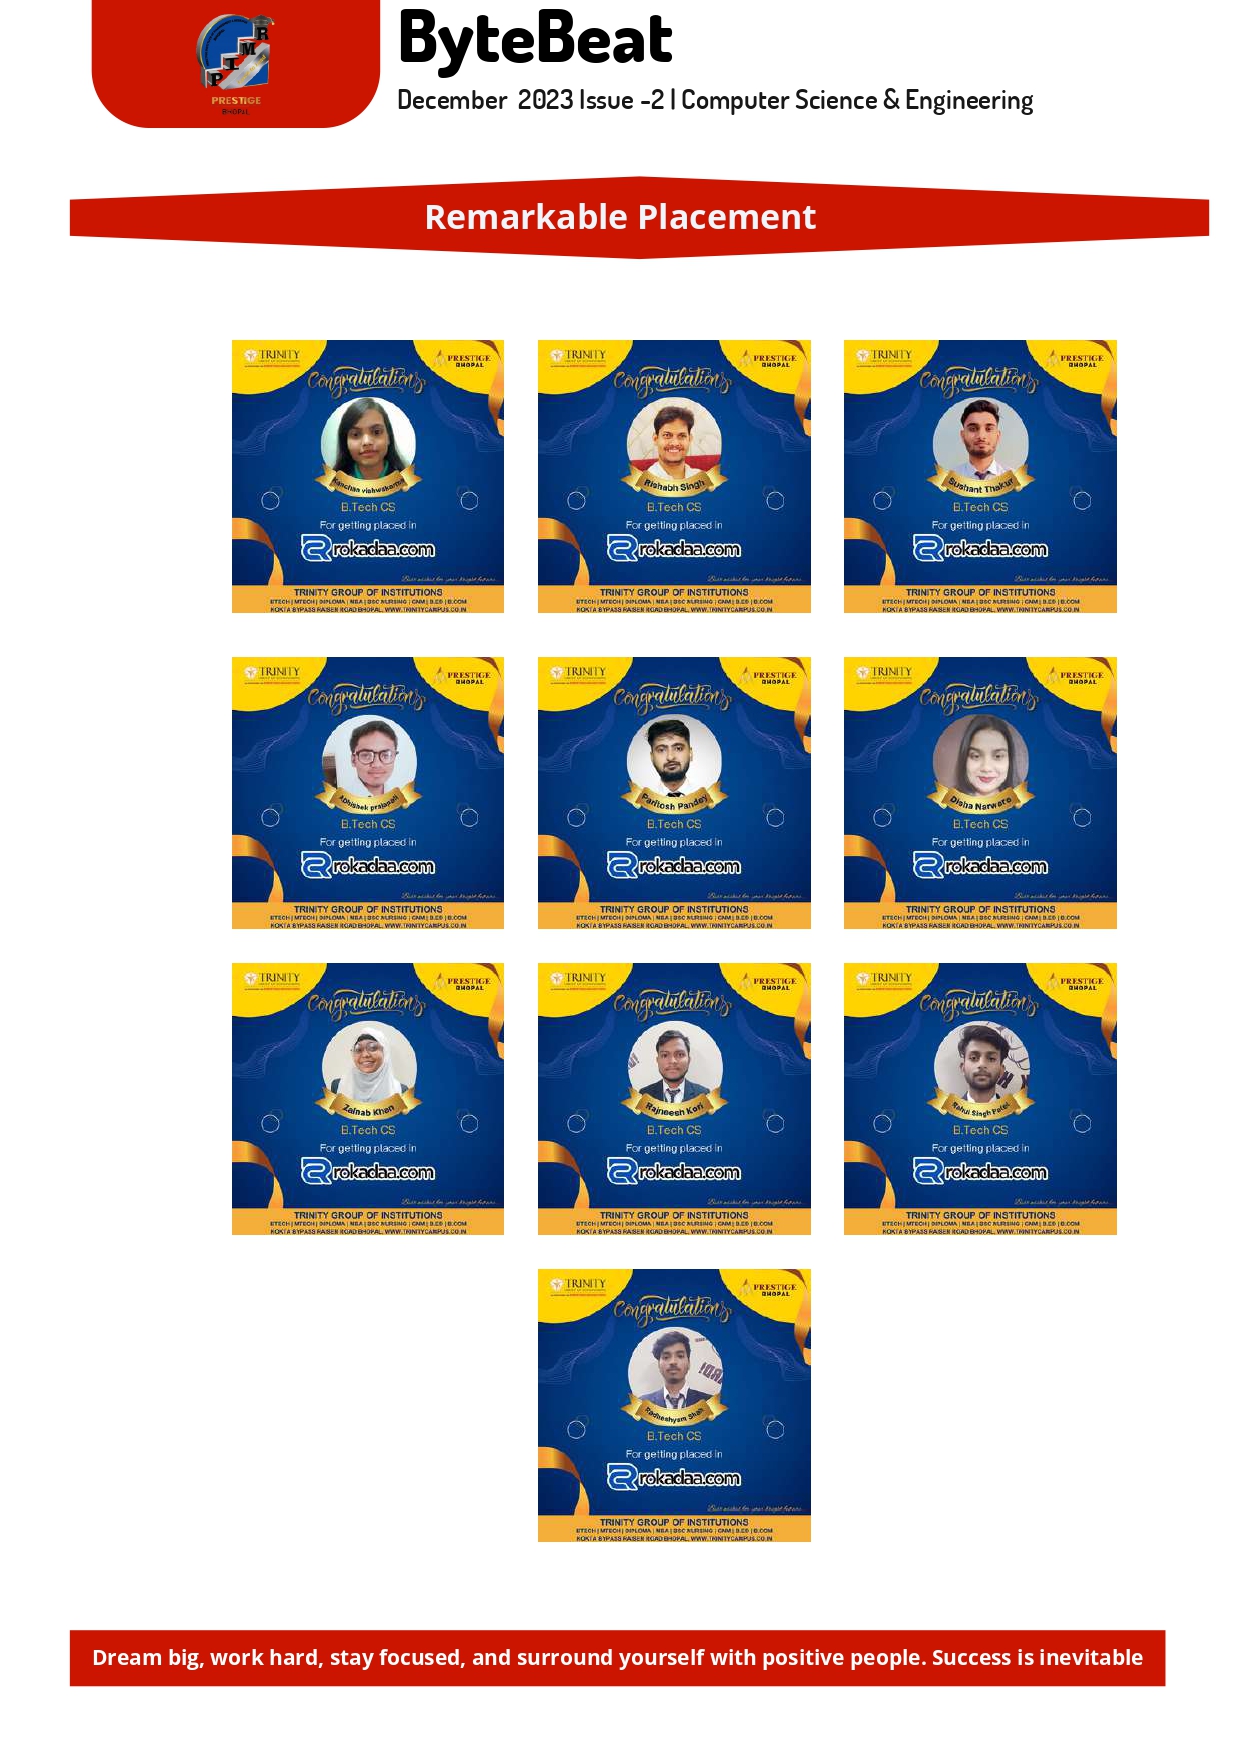 R
M
I
P
PRESTIGE
BHOPAL
ByteBeat
December 2023 Issue -2 | Computer Science & Engineering
Remarkable Placement
TRINITY
PRESTIGE
BHOPAL
Congratulations
Kanchan vishwakarma
B.Tech CS
For getting placed in
rokadaa.com
Best wishes for your bright future...
TRINITY GROUP OF INSTITUTIONS
BTECH | MTECH | DIPLOMA | MBA | BSC NURSING | GNM | B.ED | B.COM
KOKTA BYPASS RAISEN ROAD BHOPAL, WWW.TRINITYCAMPUS.CO.IN
TRINITY
PRESTIGE
BHOPAL
Congratulations
Rishabh Singh
B.Tech CS
For getting placed in
rokadaa.com
Best wishes for your bright future...
TRINITY GROUP OF INSTITUTIONS
BTECH | MTECH | DIPLOMA | MBA | BSC NURSING | GNM | B.ED | B.COM
KOKTA BYPASS RAISEN ROAD BHOPAL, WWW.TRINITYCAMPUS.CO.IN
TRINITY
PRESTIGE
BHOPAL
Congratulations
Sushant Thakur
B.Tech CS
For getting placed in
rokadaa.com
Best wishes for your bright future...
TRINITY GROUP OF INSTITUTIONS
BTECH | MTECH | DIPLOMA | MBA | BSC NURSING | GNM | B.ED | B.COM
KOKTA BYPASS RAISEN ROAD BHOPAL, WWW.TRINITYCAMPUS.CO.IN
TRINITY
PRESTIGE
BHOPAL
Congratulations
Abhishek prajapati
B.Tech CS
For getting placed in
rokadaa.com
Best wishes for your bright future...
TRINITY GROUP OF INSTITUTIONS
BTECH | MTECH | DIPLOMA | MBA | BSC NURSING | GNM | B.ED | B.COM
KOKTA BYPASS RAISEN ROAD BHOPAL, WWW.TRINITYCAMPUS.CO.IN
TRINITY
PRESTIGE
BHOPAL
Congratulations
Paritosh Pandey
B.Tech CS
For getting placed in
rokadaa.com
Best wishes for your bright future...
TRINITY GROUP OF INSTITUTIONS
BTECH | MTECH | DIPLOMA | MBA | BSC NURSING | GNM | B.ED | B.COM
KOKTA BYPASS RAISEN ROAD BHOPAL, WWW.TRINITYCAMPUS.CO.IN
TRINITY
PRESTIGE
BHOPAL
Congratulations
Disha Narware
B.Tech CS
For getting placed in
rokadaa.com
Best wishes for your bright future...
TRINITY GROUP OF INSTITUTIONS
BTECH | MTECH | DIPLOMA | MBA | BSC NURSING | GNM | B.ED | B.COM
KOKTA BYPASS RAISEN ROAD BHOPAL, WWW.TRINITYCAMPUS.CO.IN
TRINITY
PRESTIGE
BHOPAL
Congratulations
Zainab Khan
B.Tech CS
For getting placed in
rokadaa.com
Best wishes for your bright future...
TRINITY GROUP OF INSTITUTIONS
BTECH | MTECH | DIPLOMA | MBA | BSC NURSING | GNM | B.ED | B.COM
KOKTA BYPASS RAISEN ROAD BHOPAL, WWW.TRINITYCAMPUS.CO.IN
TRINITY
PRESTIGE
BHOPAL
Congratulations
Rajneesh Kori
B.Tech CS
For getting placed in
rokadaa.com
Best wishes for your bright future...
TRINITY GROUP OF INSTITUTIONS
BTECH | MTECH | DIPLOMA | MBA | BSC NURSING | GNM | B.ED | B.COM
KOKTA BYPASS RAISEN ROAD BHOPAL, WWW.TRINITYCAMPUS.CO.IN
TRINITY
PRESTIGE
BHOPAL
Congratulations
Rahul Singh Patel
B.Tech CS
For getting placed in
rokadaa.com
Best wishes for your bright future...
TRINITY GROUP OF INSTITUTIONS
BTECH | MTECH | DIPLOMA | MBA | BSC NURSING | GNM | B.ED | B.COM
KOKTA BYPASS RAISEN ROAD BHOPAL, WWW.TRINITYCAMPUS.CO.IN
TRINITY
PRESTIGE
BHOPAL
Congratulations
Radheshyam Shah
B.Tech CS
For getting placed in
rokadaa.com
Best wishes for your bright future...
TRINITY GROUP OF INSTITUTIONS
BTECH | MTECH | DIPLOMA | MBA | BSC NURSING | GNM | B.ED | B.COM
KOKTA BYPASS RAISEN ROAD BHOPAL, WWW.TRINITYCAMPUS.CO.IN
Dream big, work hard, stay focused, and surround yourself with positive people. Success is inevitable